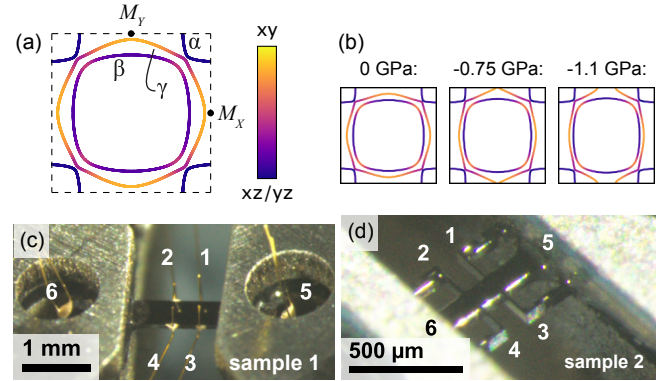 (a)
M_Y
α
β
γ
M_X
xy
xz/yz
(b)
0 GPa:
-0.75 GPa:
-1.1 GPa:
(c)
2
1
6
5
4
3
1 mm
sample 1
(d)
1
2
5
6
3
4
500 µm
sample 2